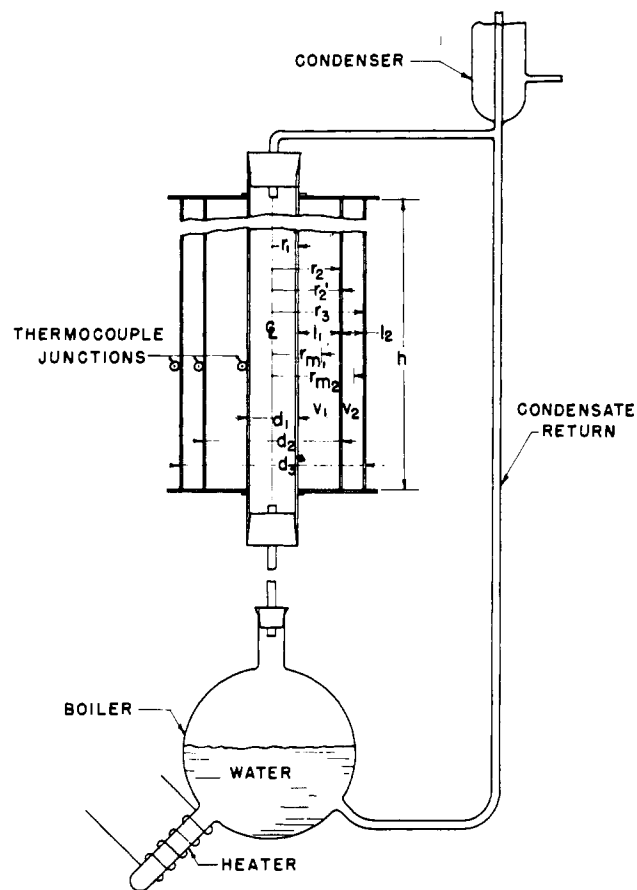 CONDENSER
r₁
r₂
r₂'
r₃
THERMOCOUPLE
JUNCTIONS
℄
l₁
l₂
h
rm₁'
rm₂
v₁
v₂
d₁
d₂
d₃
CONDENSATE
RETURN
BOILER
WATER
HEATER